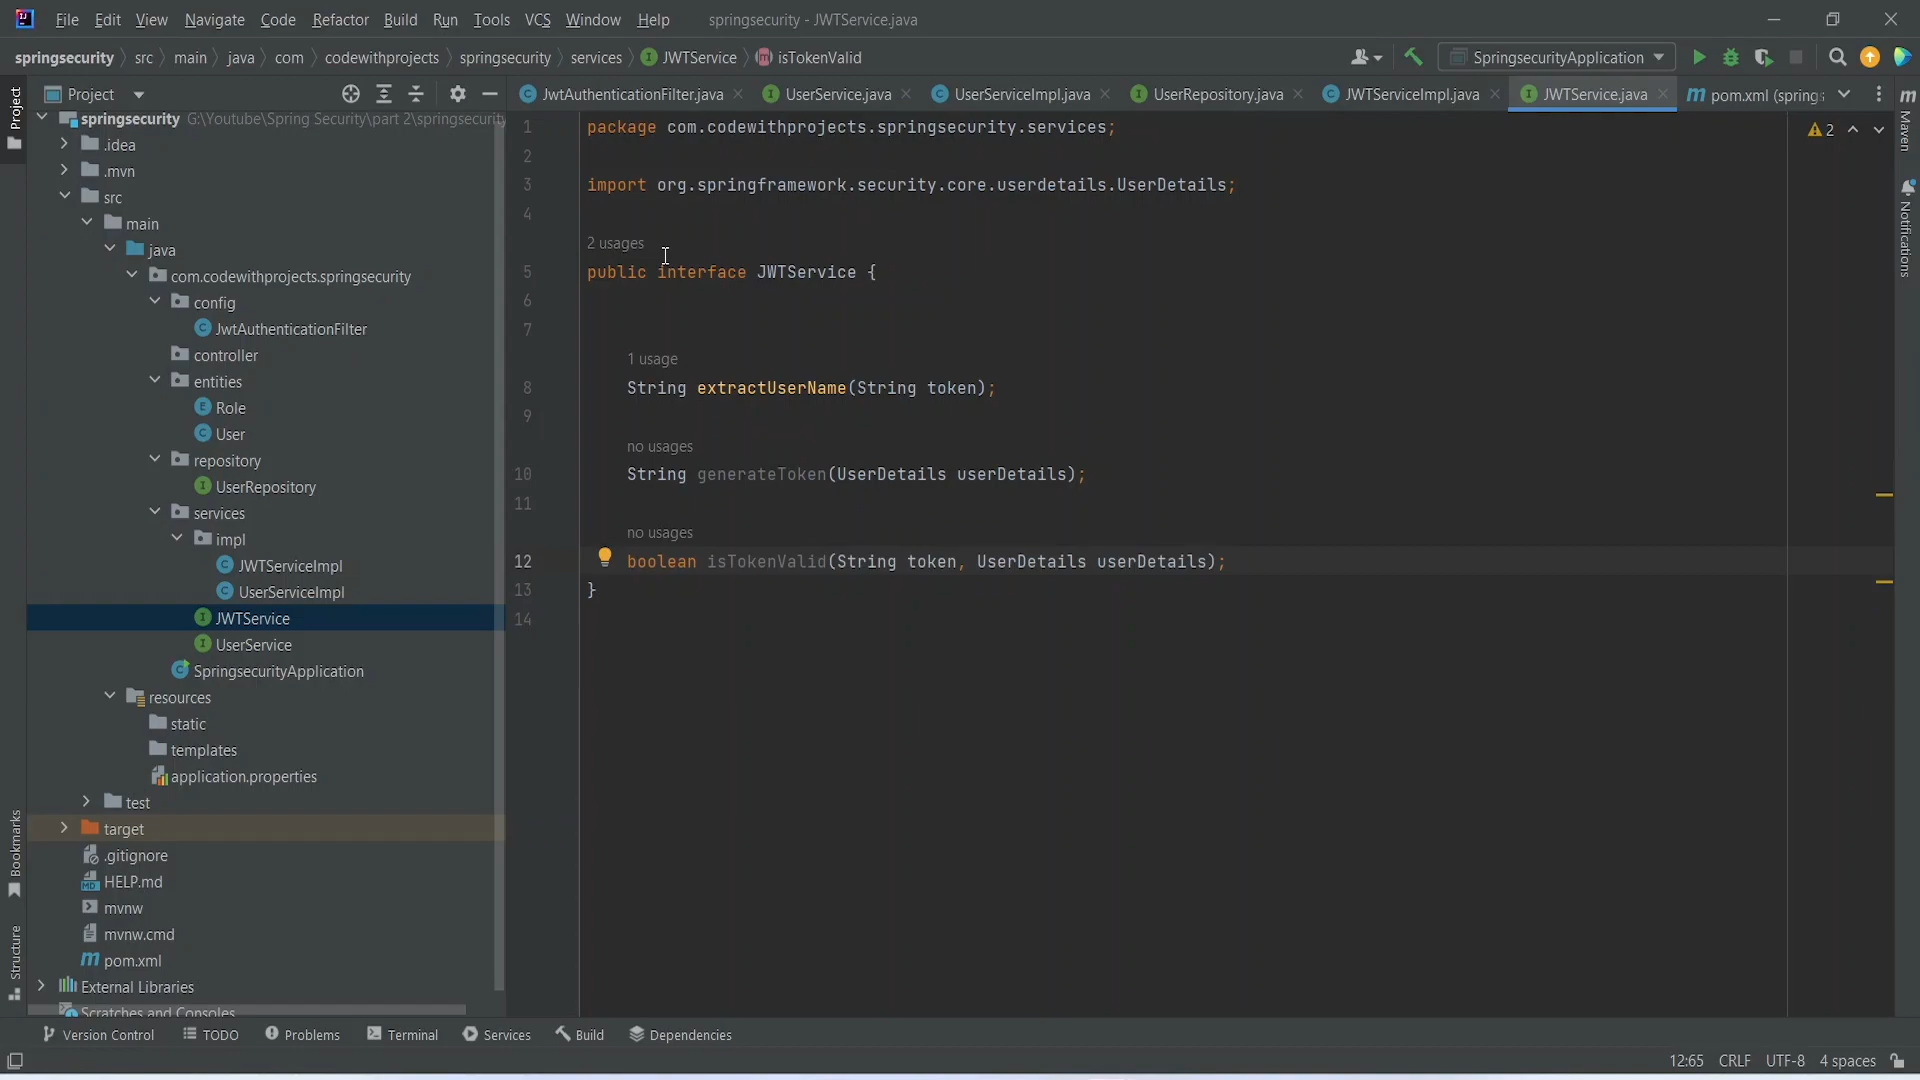 File Edit View Navigate Code Refactor Build Run Tools VCS Window Help springsecurity - JWTService.java
springsecurity src main java com codewithprojects springsecurity services JWTService isTokenValid SpringsecurityApplication
Project
JwtAuthenticationFilter.java UserService.java UserServiceImpl.java UserRepository.java JWTServiceImpl.java JWTService.java pom.xml (spring
springsecurity G:\Youtube\Spring Security\part 2\springsecurity
.idea
.mvn
src
main
java
com.codewithprojects.springsecurity
config
JwtAuthenticationFilter
controller
entities
Role
User
repository
UserRepository
services
impl
JWTServiceImpl
UserServiceImpl
JWTService
UserService
SpringsecurityApplication
resources
static
templates
application.properties
test
target
.gitignore
HELP.md
mvnw
mvnw.cmd
pom.xml
External Libraries
Scratches and Consoles
Project
Bookmarks
Structure
1 package com.codewithprojects.springsecurity.services;
2
3 import org.springframework.security.core.userdetails.UserDetails;
4
2 usages
5 public interface JWTService {
6
7
1 usage
8 String extractUserName(String token);
9
no usages
10 String generateToken(UserDetails userDetails);
11
no usages
12 boolean isTokenValid(String token, UserDetails userDetails);
13 }
14
2
Maven
Notifications
Version Control TODO Problems Terminal Services Build Dependencies
12:65 CRLF UTF-8 4 spaces